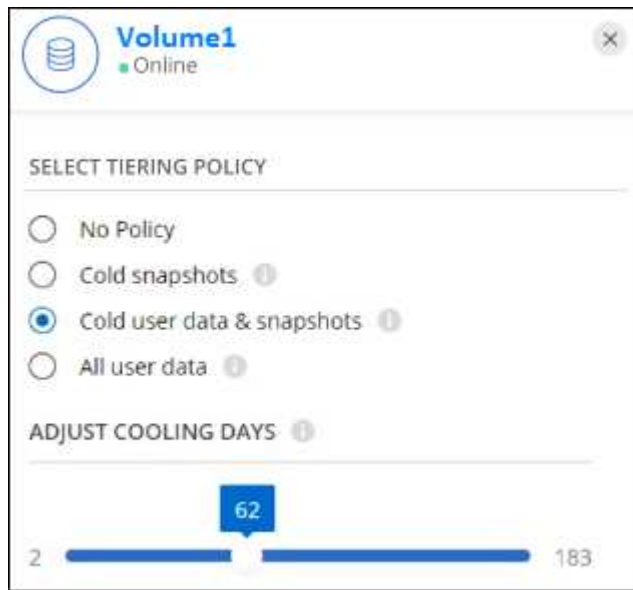 Volume1
Online
SELECT TIERING POLICY
No Policy
Cold snapshots
Cold user data & snapshots
All user data
ADJUST COOLING DAYS
62
2 183